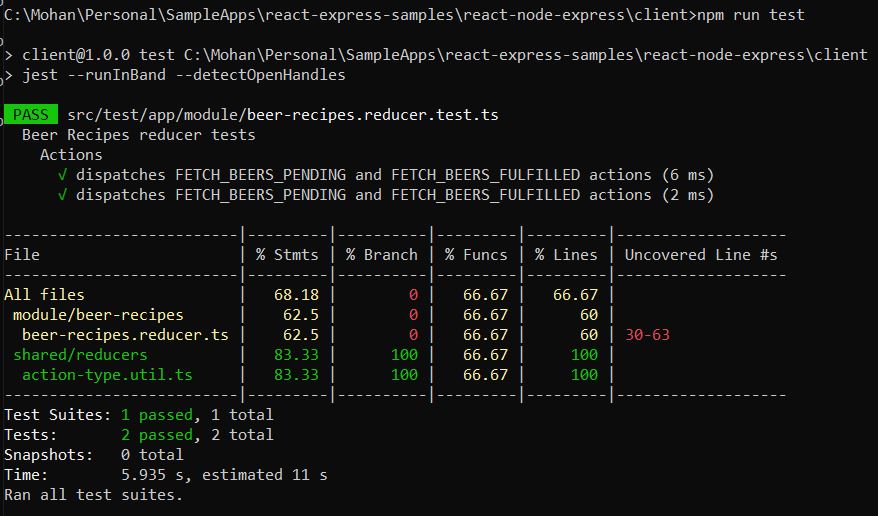 C:\Mohan\Personal\SampleApps\react-express-samples\react-node-express\client>npm run test
> client@1.0.0 test C:\Mohan\Personal\SampleApps\react-express-samples\react-node-express\client
> jest --runInBand --detectOpenHandles
PASS src/test/app/module/beer-recipes.reducer.test.ts
Beer Recipes reducer tests
Actions
√ dispatches FETCH_BEERS_PENDING and FETCH_BEERS_FULFILLED actions (6 ms)
√ dispatches FETCH_BEERS_PENDING and FETCH_BEERS_FULFILLED actions (2 ms)
--------------------------|---------|----------|---------|---------|-------------------
File                      | % Stmts | % Branch | % Funcs | % Lines | Uncovered Line #s
--------------------------|---------|----------|---------|---------|-------------------
All files                 |   68.18 |        0 |   66.67 |   66.67 |
 module/beer-recipes      |    62.5 |        0 |   66.67 |      60 |
  beer-recipes.reducer.ts |    62.5 |        0 |   66.67 |      60 | 30-63
 shared/reducers          |   83.33 |      100 |   66.67 |     100 |
  action-type.util.ts     |   83.33 |      100 |   66.67 |     100 |
--------------------------|---------|----------|---------|---------|-------------------
Test Suites: 1 passed, 1 total
Tests:       2 passed, 2 total
Snapshots:   0 total
Time:        5.935 s, estimated 11 s
Ran all test suites.